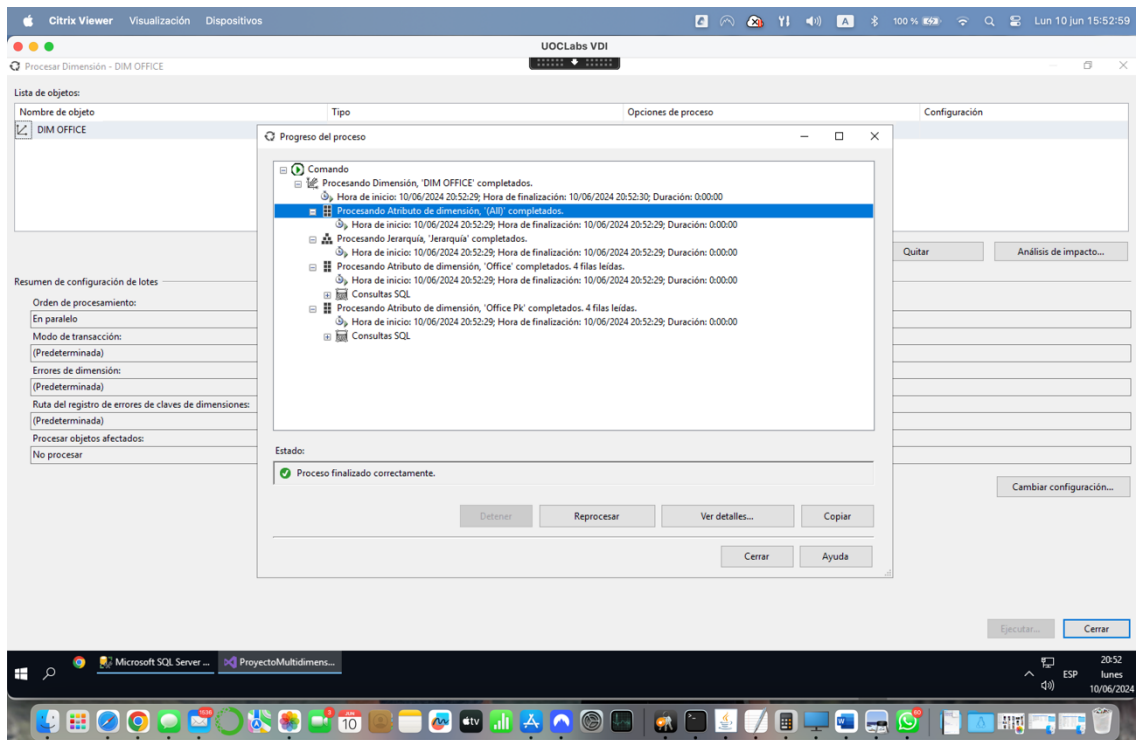 Citrix Viewer Visualización Dispositivos
A 100 % Lun 10 jun 15:52:59
UOCLabs VDI
Procesar Dimensión - DIM OFFICE
Lista de objetos:
Nombre de objeto Tipo Opciones de proceso Configuración
DIM OFFICE
Progreso del proceso
Comando
Procesando Dimensión, 'DIM OFFICE' completados.
Hora de inicio: 10/06/2024 20:52:29; Hora de finalización: 10/06/2024 20:52:30; Duración: 0:00:00
Procesando Atributo de dimensión, '(All)' completados.
Hora de inicio: 10/06/2024 20:52:29; Hora de finalización: 10/06/2024 20:52:29; Duración: 0:00:00
Procesando Jerarquía, 'Jerarquía' completados.
Hora de inicio: 10/06/2024 20:52:29; Hora de finalización: 10/06/2024 20:52:29; Duración: 0:00:00
Procesando Atributo de dimensión, 'Office' completados. 4 filas leídas.
Hora de inicio: 10/06/2024 20:52:29; Hora de finalización: 10/06/2024 20:52:29; Duración: 0:00:00
Consultas SQL
Procesando Atributo de dimensión, 'Office Pk' completados. 4 filas leídas.
Hora de inicio: 10/06/2024 20:52:29; Hora de finalización: 10/06/2024 20:52:29; Duración: 0:00:00
Consultas SQL
Estado:
Proceso finalizado correctamente.
Detener Reprocesar Ver detalles... Copiar
Cerrar Ayuda
Quitar Análisis de impacto...
Resumen de configuración de lotes
Orden de procesamiento:
En paralelo
Modo de transacción:
(Predeterminada)
Errores de dimensión:
(Predeterminada)
Ruta del registro de errores de claves de dimensiones:
(Predeterminada)
Procesar objetos afectados:
No procesar
Cambiar configuración...
Ejecutar... Cerrar
Microsoft SQL Server ... ProyectoMultidimens...
ESP
20:52
lunes
10/06/2024
JUN
10
tv